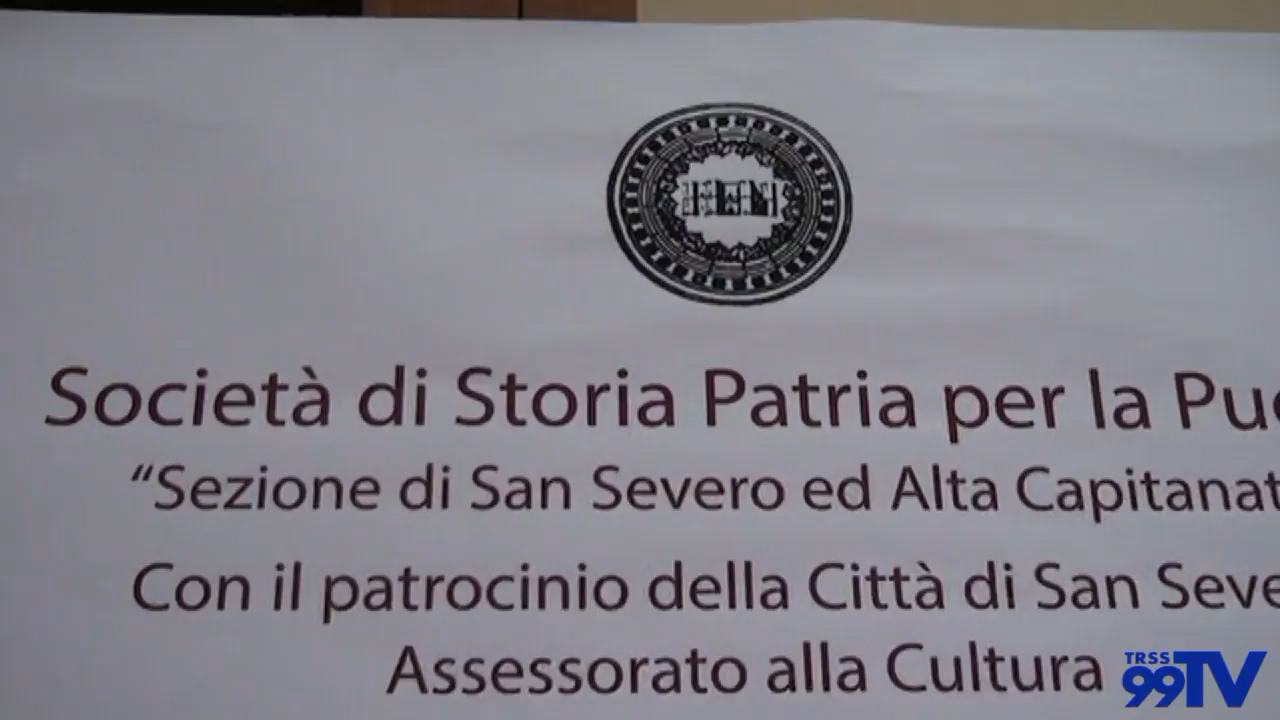 Società di Storia Patria per la Pu
"Sezione di San Severo ed Alta Capitanat
Con il patrocinio della Città di San Seve
Assessorato alla Cultura
TRSS
99TV